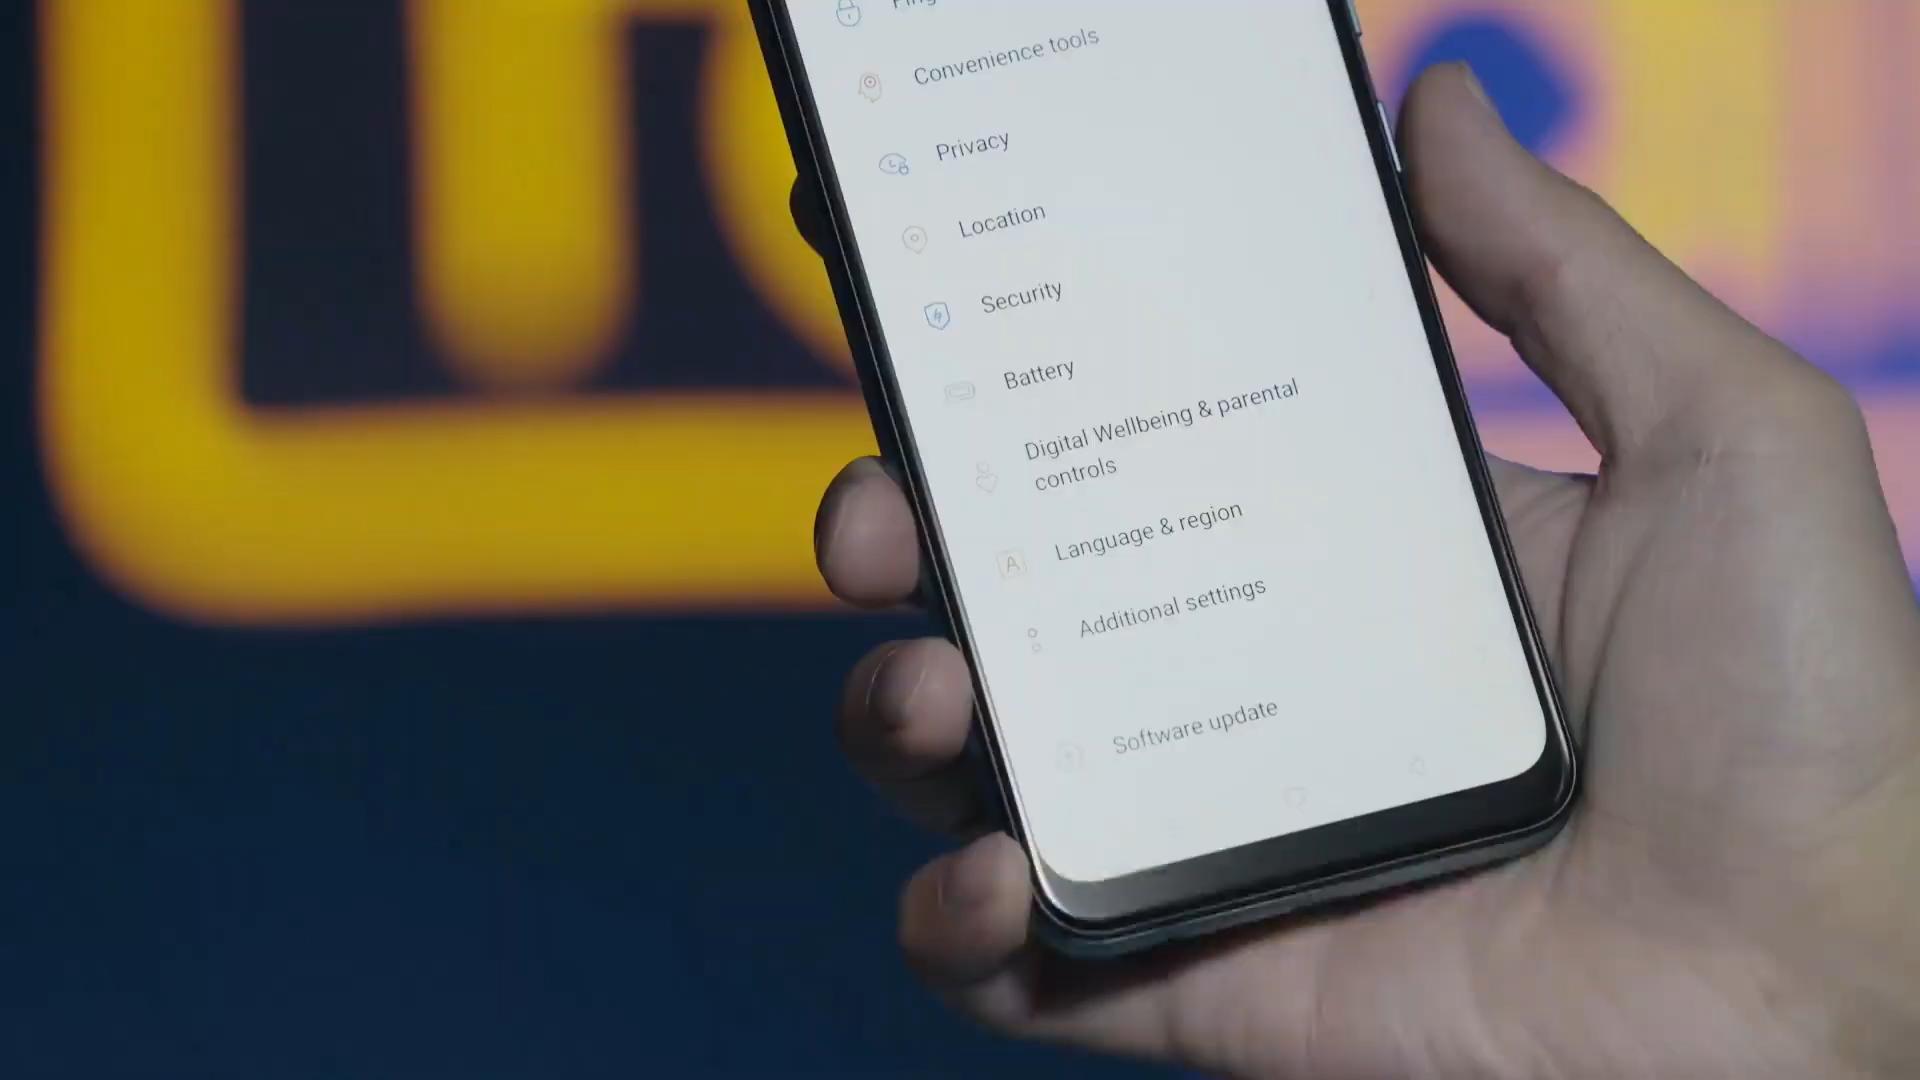 Convenience tools
Privacy
Location
Security
Battery
Digital Wellbeing & parental
controls
Language & region
A
Additional settings
Software update